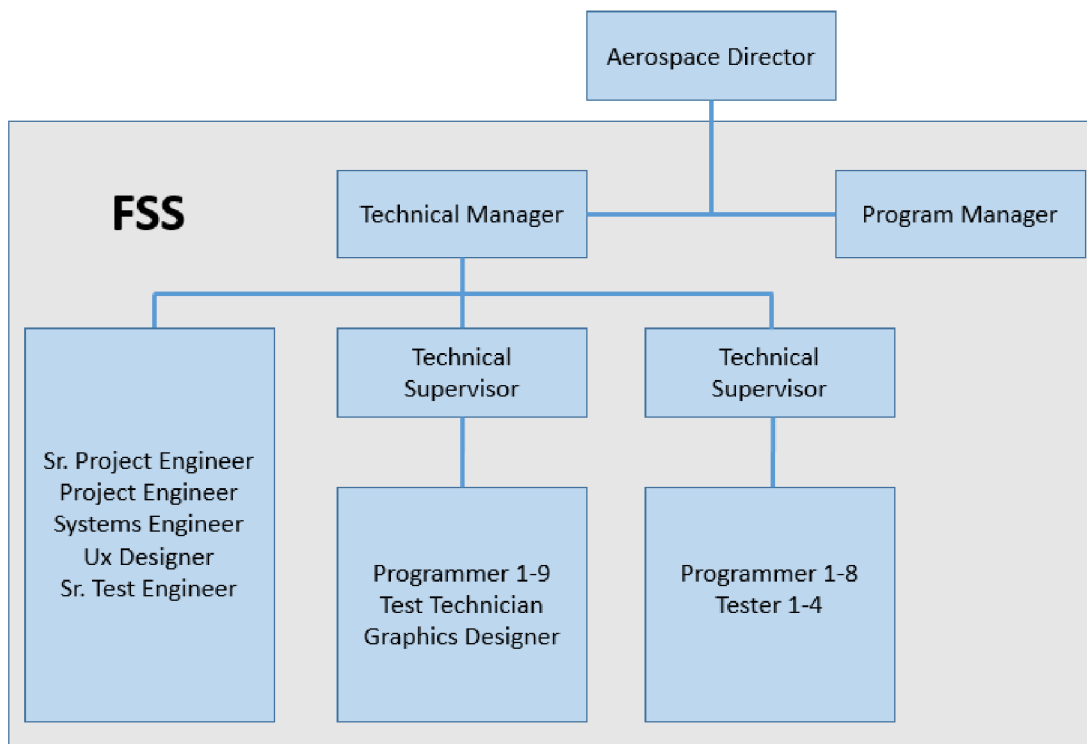 Aerospace Director
FSS
Technical Manager
Program Manager
Sr. Project Engineer
Project Engineer
Systems Engineer
Ux Designer
Sr. Test Engineer
Technical
Supervisor
Programmer 1-9
Test Technician
Graphics Designer
Technical
Supervisor
Programmer 1-8
Tester 1-4